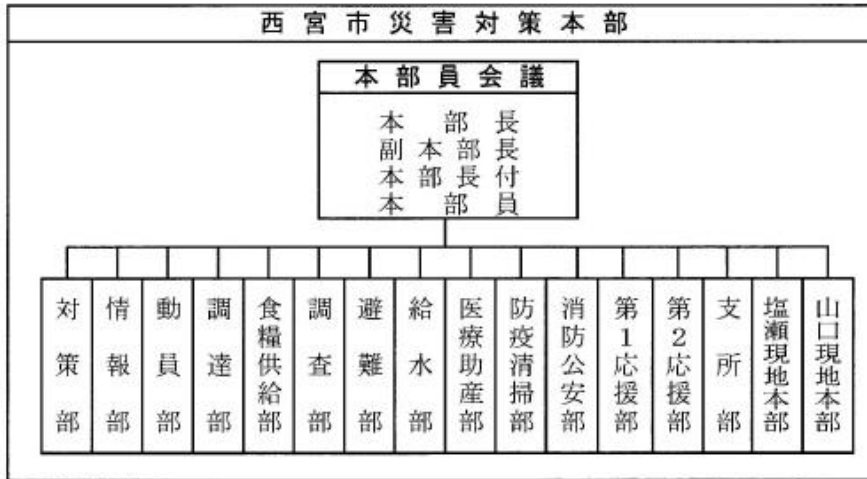 西宮市災害対策本部
本部員会議
本部長
副本部長
本部長付
本部員
対策部
情報部
動員部
調達部
食糧供給部
調査部
避難部
給水部
医療助産部
防疫清掃部
消防公安部
第1応援部
第2応援部
支所部
塩瀬現地本部
山口現地本部